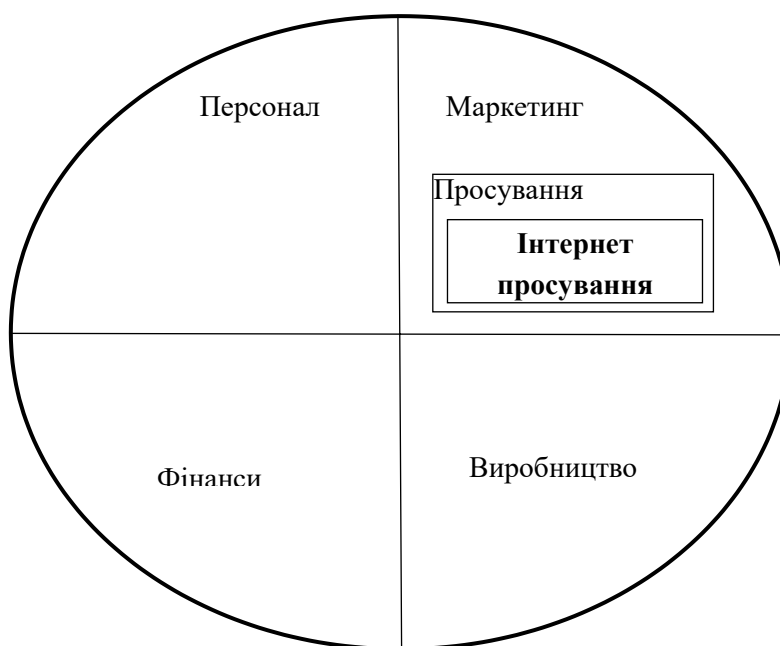 Персонал
Маркетинг
Просування
Інтернет
просування
Фінанси
Виробництво